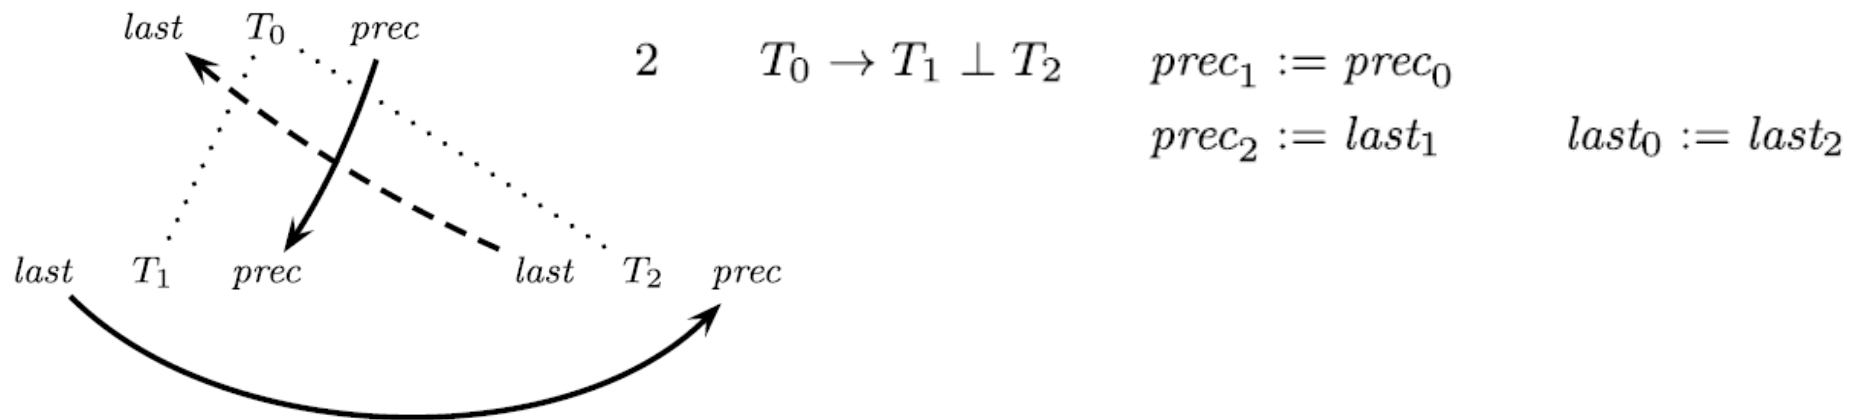 last T₀ prec
2 T₀ → T₁ ⊥ T₂ prec₁ := prec₀
prec₂ := last₁ last₀ := last₂
last T₁ prec last T₂ prec